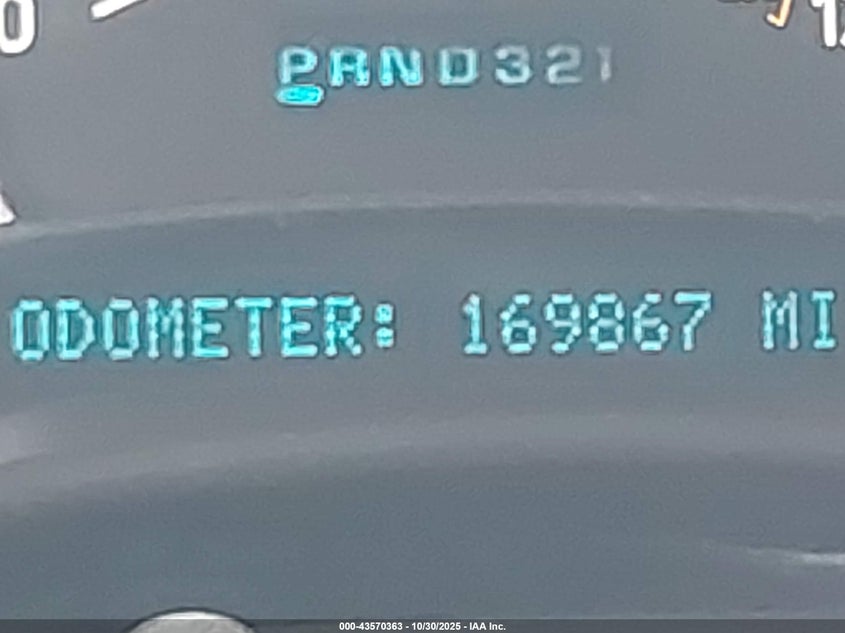 PRND321
ODOMETER: 169867 MI
000-43570363 - 10/30/2025 - IAA Inc.